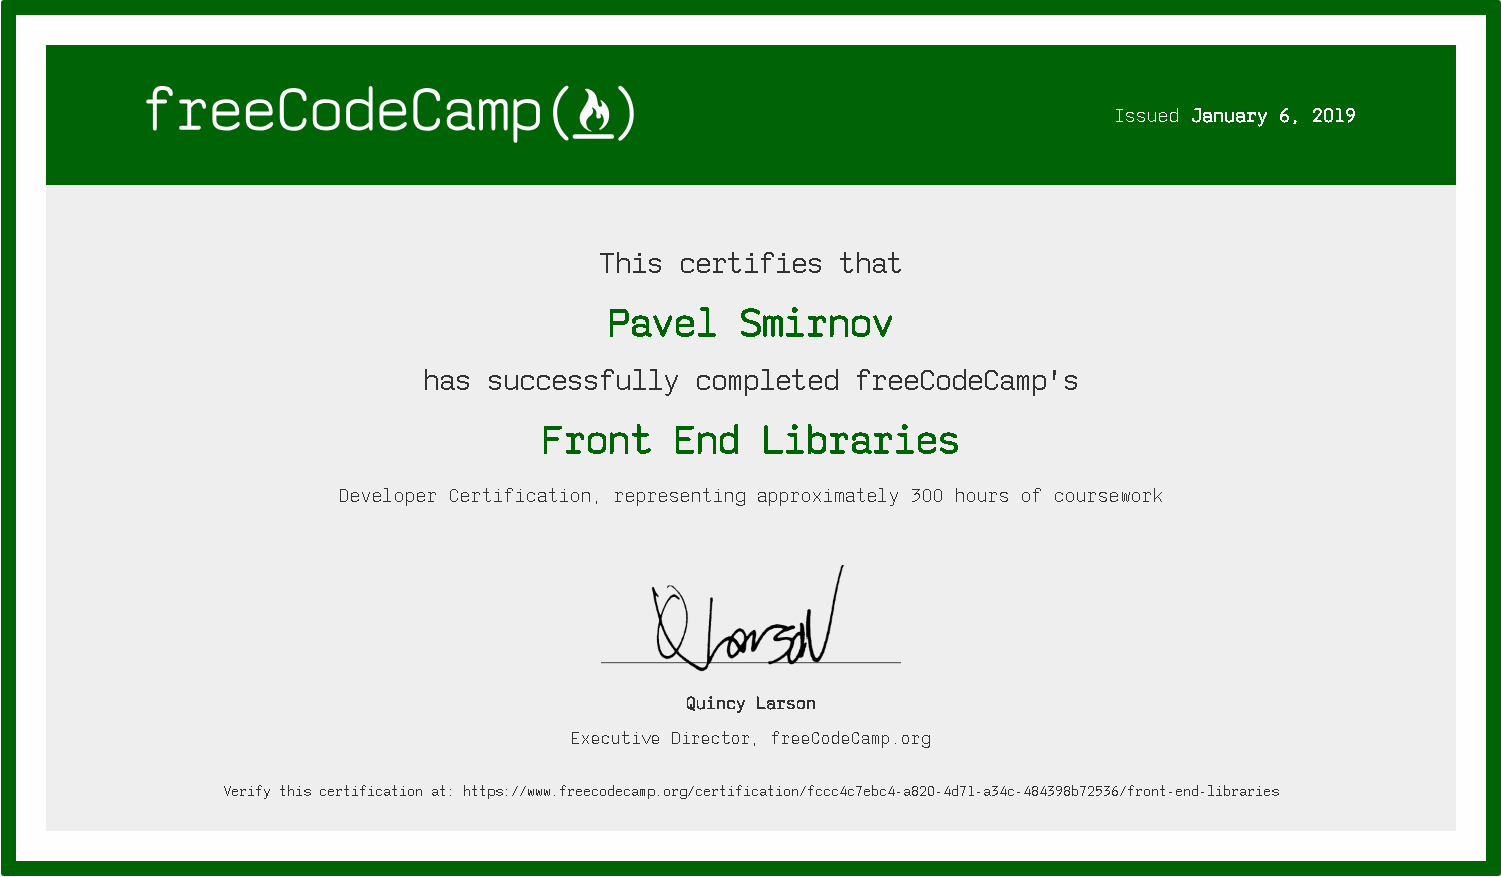 freeCodeCamp()
Issued January 6, 2019
This certifies that
Pavel Smirnov
has successfully completed freeCodeCamp's
Front End Libraries
Developer Certification, representing approximately 300 hours of coursework
Q Larson
Quincy Larson
Executive Director, freeCodeCamp.org
Verify this certification at: https://www.freecodecamp.org/certification/fccc4c7ebc4-a820-4d71-a34c-484398b72536/front-end-libraries